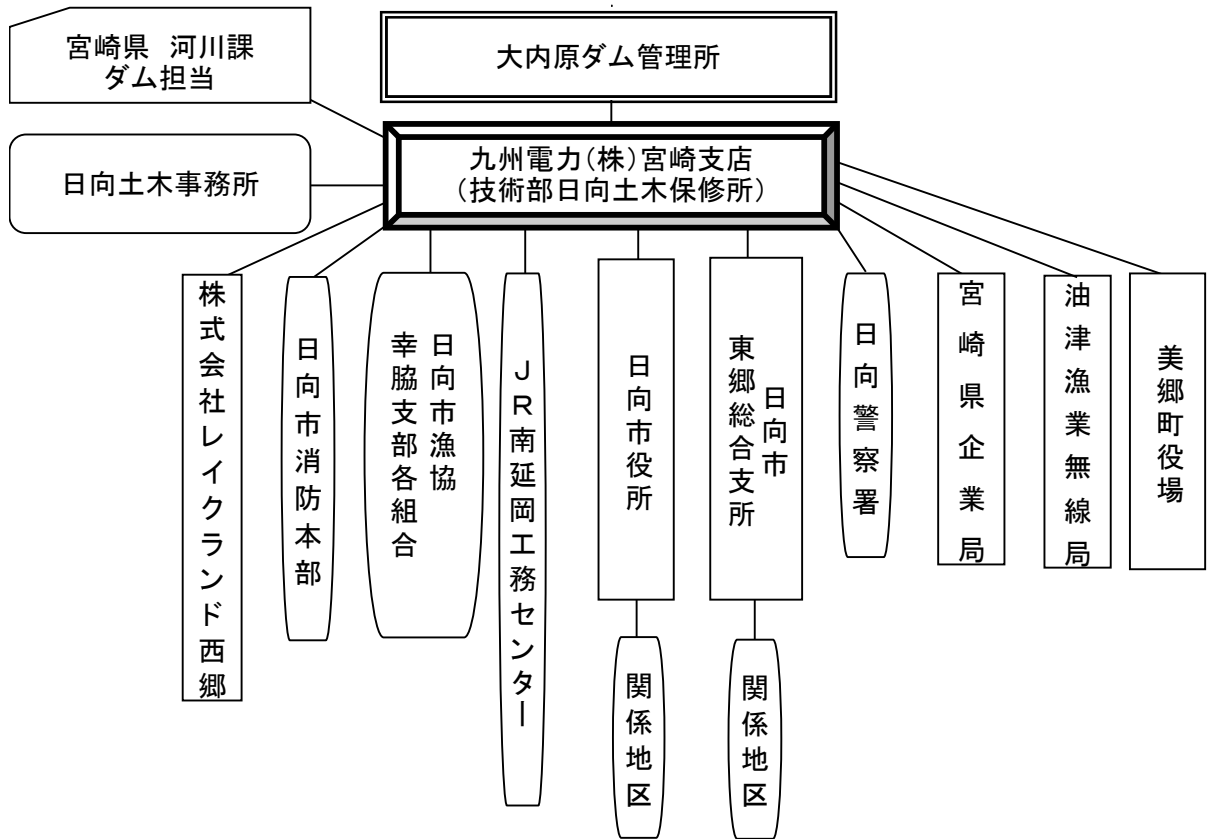 宮崎県 河川課
ダム担当
大内原ダム管理所
日向土木事務所
九州電力(株)宮崎支店
(技術部日向土木保修所)
株式会社レイクランド西郷
日向市消防本部
日向市漁協
幸脇支部各組合
JR南延岡工務センター
日向市役所
日向市
東郷総合支所
日向警察署
宮崎県企業局
油津漁業無線局
美郷町役場
関係地区
関係地区